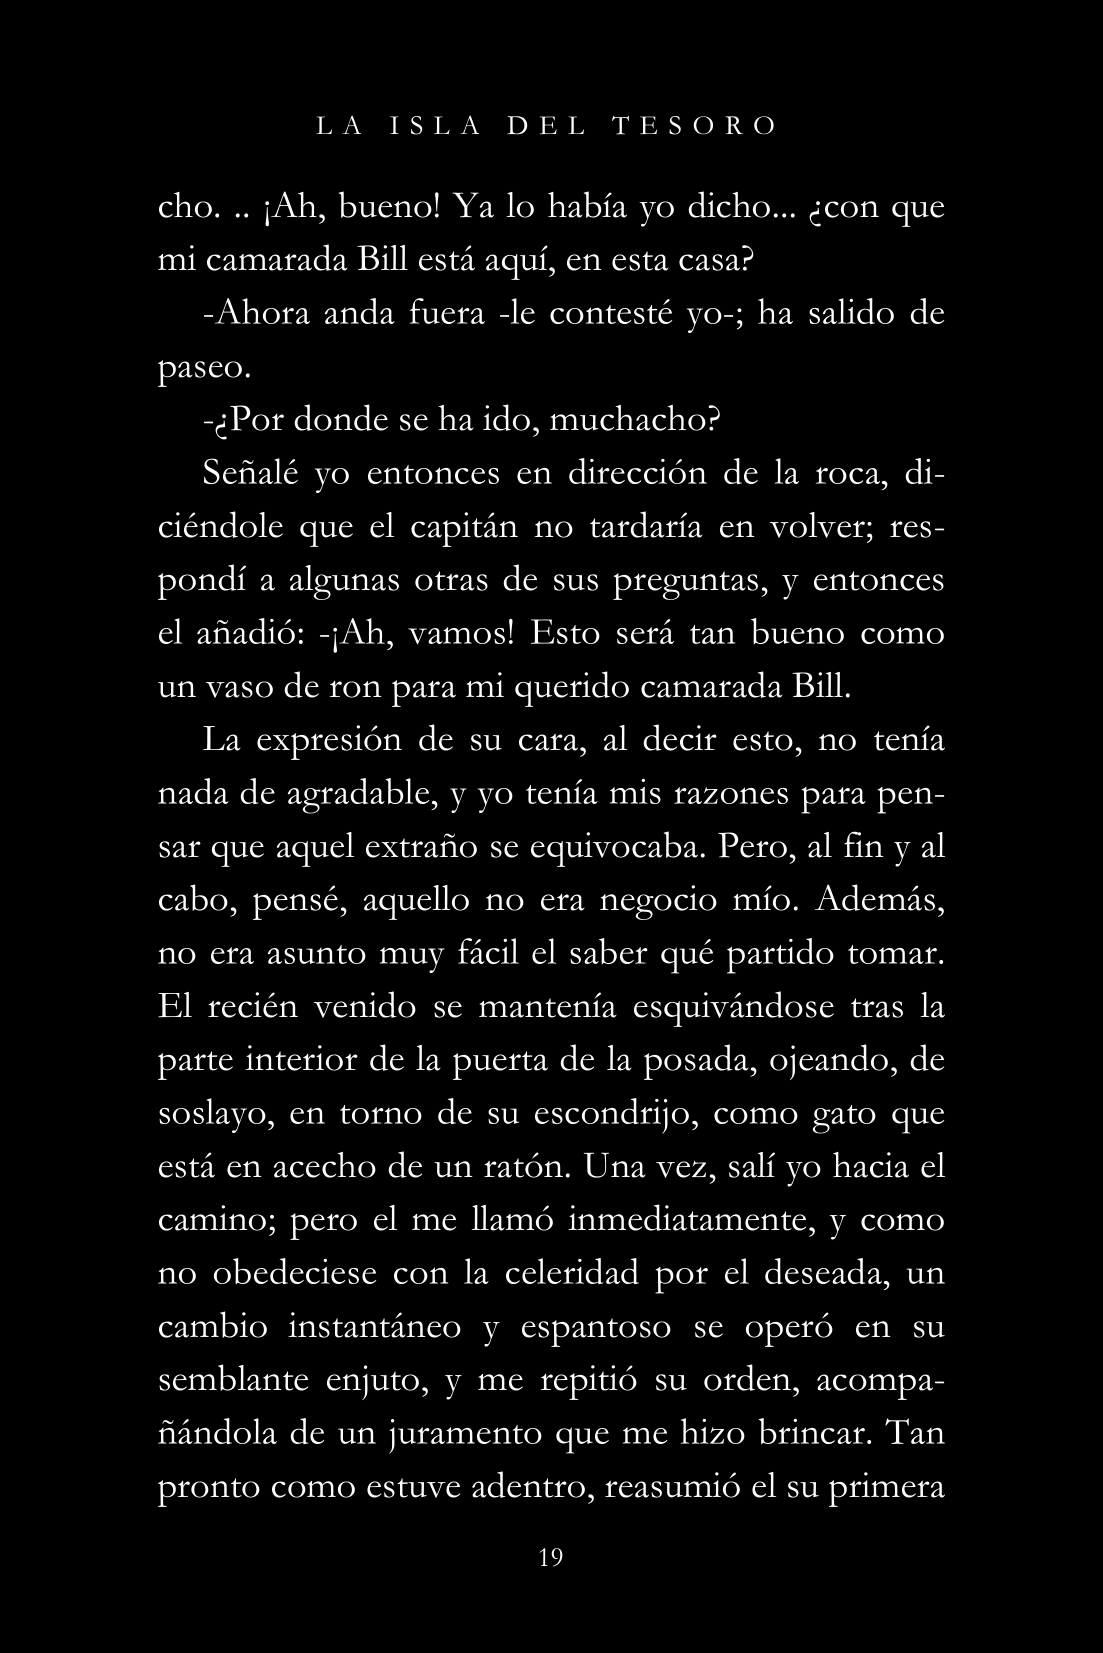 LA ISLA DEL TESORO
cho. .. ¡Ah, bueno! Ya lo había yo dicho... ¿con que
mi camarada Bill está aquí, en esta casa?
-Ahora anda fuera -le contesté yo-; ha salido de
paseo.
-¿Por donde se ha ido, muchacho?
Señalé yo entonces en dirección de la roca, di-
ciéndole que el capitán no tardaría en volver; res-
pondí a algunas otras de sus preguntas, y entonces
el añadió: -¡Ah, vamos! Esto será tan bueno como
un vaso de ron para mi querido camarada Bill.
La expresión de su cara, al decir esto, no tenía
nada de agradable, y yo tenía mis razones para pen-
sar que aquel extraño se equivocaba. Pero, al fin y al
cabo, pensé, aquello no era negocio mío. Además,
no era asunto muy fácil el saber qué partido tomar.
El recién venido se mantenía esquivándose tras la
parte interior de la puerta de la posada, ojeando, de
soslayo, en torno de su escondrijo, como gato que
está en acecho de un ratón. Una vez, salí yo hacia el
camino; pero el me llamó inmediatamente, y como
no obedeciese con la celeridad por el deseada, un
cambio instantáneo y espantoso se operó en su
semblante enjuto, y me repitió su orden, acompa-
ñándola de un juramento que me hizo brincar. Tan
pronto como estuve adentro, reasumió el su primera
19